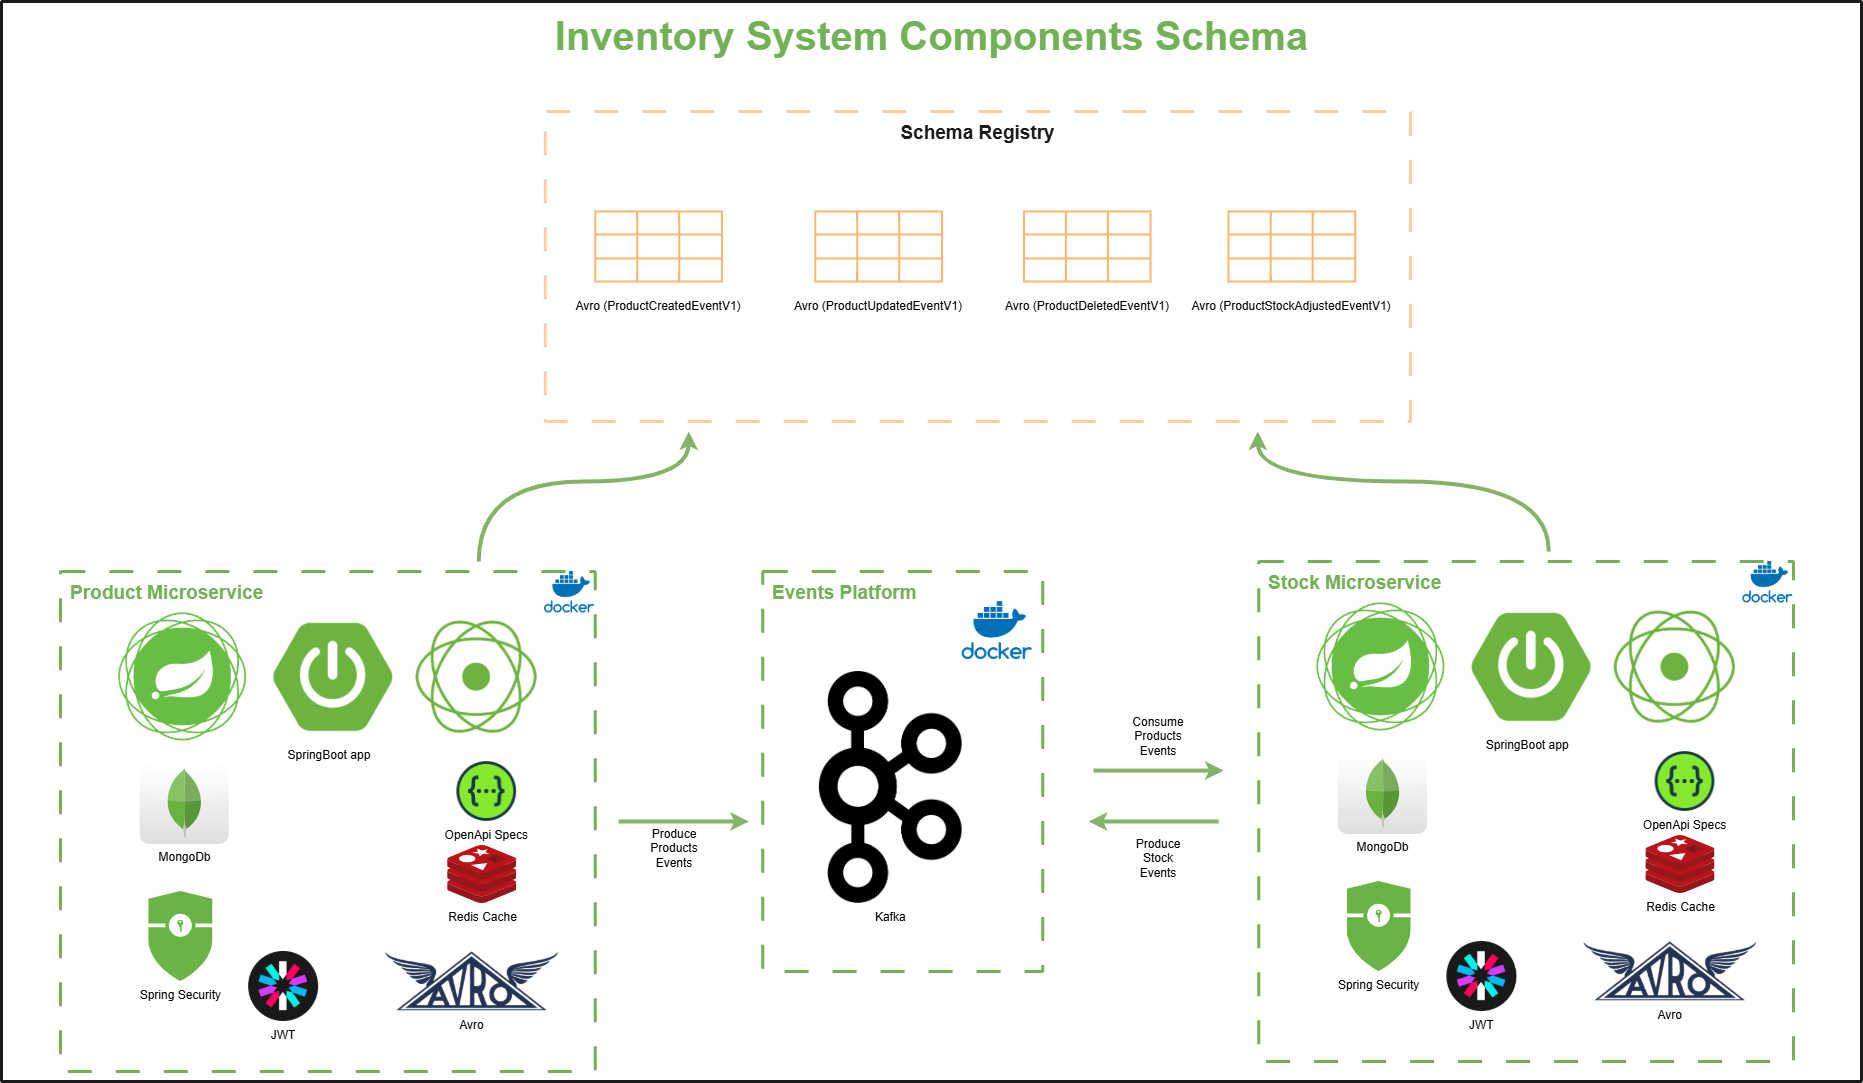 Inventory System Components Schema
Schema Registry
Avro (ProductCreatedEventV1)
Avro (ProductUpdatedEventV1)
Avro (ProductDeletedEventV1)
Avro (ProductStockAdjustedEventV1)
Product Microservice
docker
SpringBoot app
MongoDb
{...}
OpenApi Specs
Redis Cache
Spring Security
JWT
AVRO
Avro
Produce
Products
Events
Events Platform
docker
Kafka
Consume
Products
Events
Produce
Stock
Events
Stock Microservice
docker
SpringBoot app
MongoDb
{...}
OpenApi Specs
Redis Cache
Spring Security
JWT
AVRO
Avro